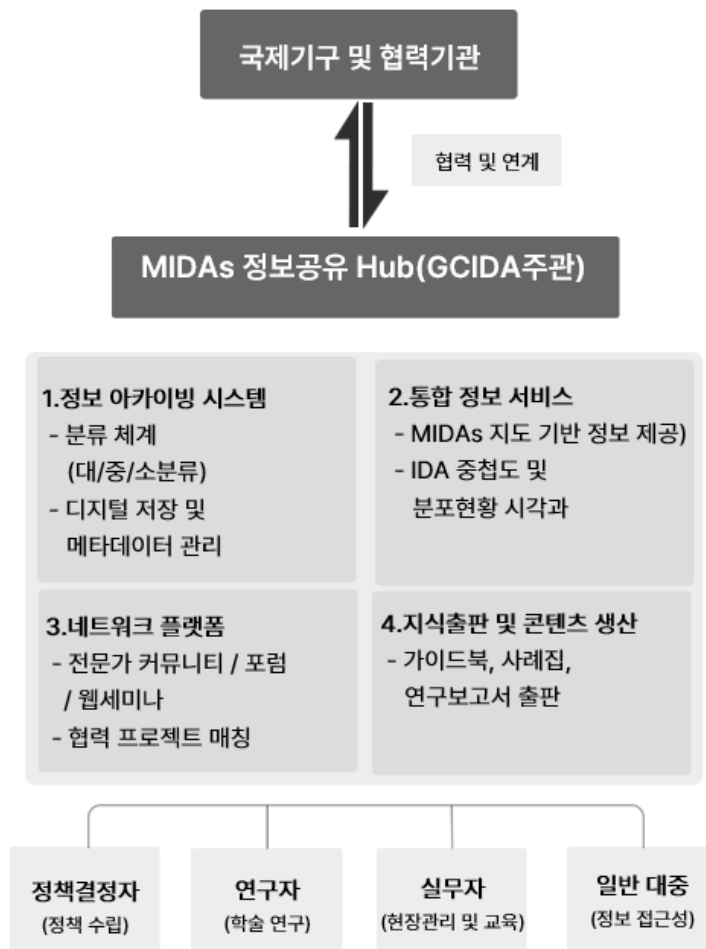 국제기구 및 협력기관
협력 및 연계
MIDAs 정보공유 Hub(GCIDA주관)
1.정보 아카이빙 시스템
- 분류 체계
(대/중/소분류)
- 디지털 저장 및
메타데이터 관리
2.통합 정보 서비스
- MIDAs 지도 기반 정보 제공)
- IDA 중첩도 및
분포현황 시각과
3.네트워크 플랫폼
- 전문가 커뮤니티 / 포럼
/ 웹세미나
- 협력 프로젝트 매칭
4.지식출판 및 콘텐츠 생산
- 가이드북, 사례집,
연구보고서 출판
정책결정자
(정책 수립)
연구자
(학술 연구)
실무자
(현장관리 및 교육)
일반 대중
(정보 접근성)